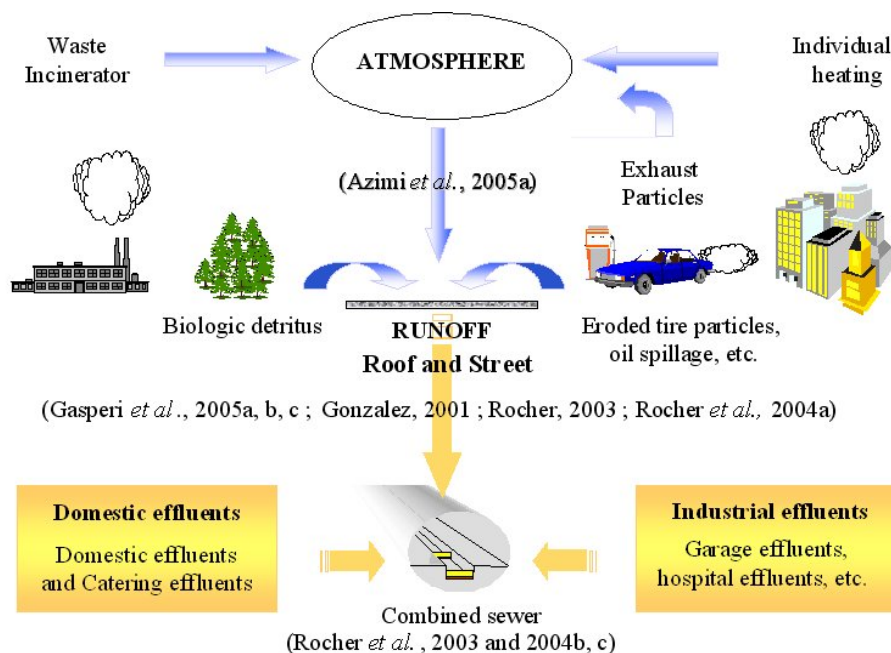 Waste
Incinerator
ATMOSPHERE
Individual
heating
(Azimi et al., 2005a)
Exhaust
Particles
Biologic detritus
RUNOFF
Roof and Street
Eroded tire particles,
oil spillage, etc.
(Gasperi et al., 2005a, b, c ; Gonzalez, 2001 ; Rocher, 2003 ; Rocher et al., 2004a)
Domestic effluents
Domestic effluents
and Catering effluents
Industrial effluents
Garage effluents,
hospital effluents, etc.
Combined sewer
(Rocher et al. , 2003 and 2004b, c)